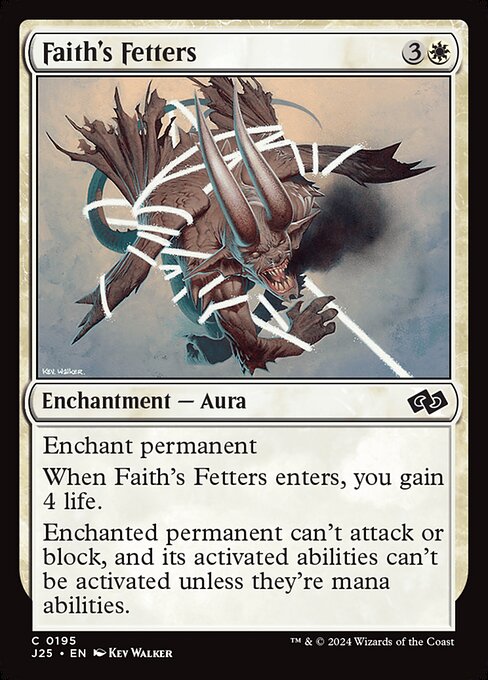 Faith's Fetters 3
KEV WALKER.
Enchantment — Aura
Enchant permanent
When Faith's Fetters enters, you gain
4 life.
Enchanted permanent can't attack or
block, and its activated abilities can't
be activated unless they're mana
abilities.
C 0195
J25 • EN Kev Walker
™ & © 2024 Wizards of the Coast